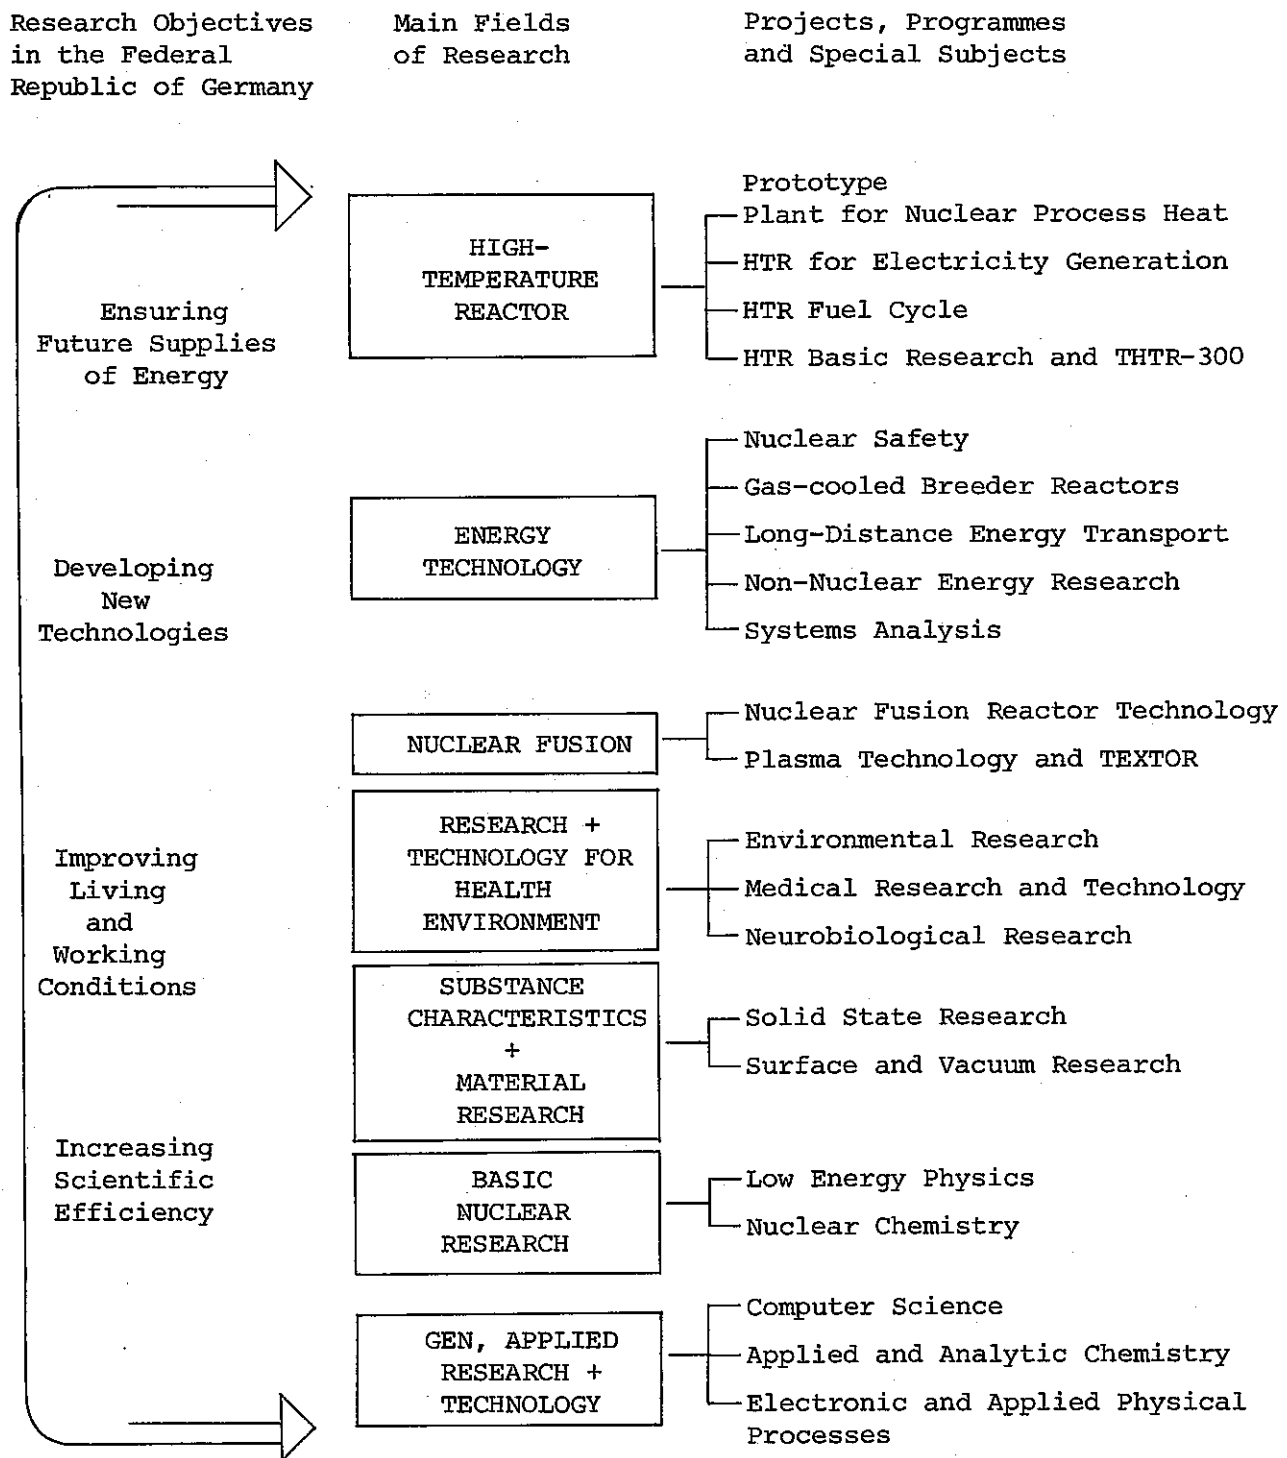 Research Objectives
in the Federal
Republic of Germany
Main Fields
of Research
Projects, Programmes
and Special Subjects
Ensuring
Future Supplies
of Energy
Developing
New
Technologies
Improving
Living
and
Working
Conditions
Increasing
Scientific
Efficiency
HIGH-
TEMPERATURE
REACTOR
Prototype
Plant for Nuclear Process Heat
HTR for Electricity Generation
HTR Fuel Cycle
HTR Basic Research and THTR-300
ENERGY
TECHNOLOGY
Nuclear Safety
Gas-cooled Breeder Reactors
Long-Distance Energy Transport
Non-Nuclear Energy Research
Systems Analysis
NUCLEAR FUSION
Nuclear Fusion Reactor Technology
Plasma Technology and TEXTOR
RESEARCH +
TECHNOLOGY FOR
HEALTH
ENVIRONMENT
Environmental Research
Medical Research and Technology
Neurobiological Research
SUBSTANCE
CHARACTERISTICS
+
MATERIAL
RESEARCH
Solid State Research
Surface and Vacuum Research
BASIC
NUCLEAR
RESEARCH
Low Energy Physics
Nuclear Chemistry
GEN, APPLIED
RESEARCH +
TECHNOLOGY
Computer Science
Applied and Analytic Chemistry
Electronic and Applied Physical
Processes